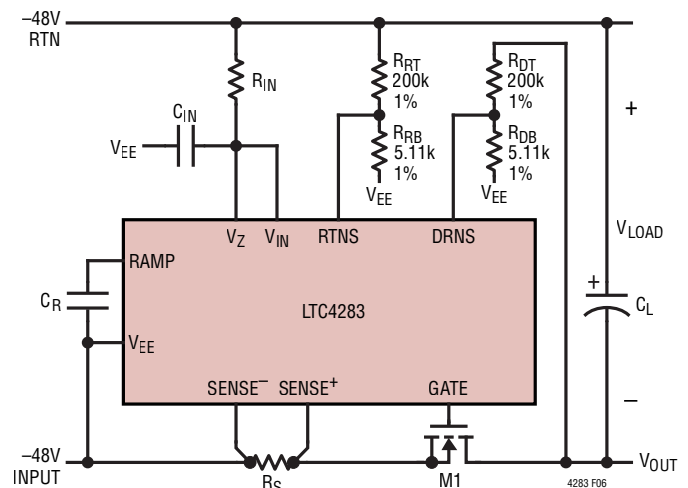 –48V
RTN
RIN
CIN
VEE
RRT
200k
1%
RRB
5.11k
1%
VEE
RDT
200k
1%
RDB
5.11k
1%
VEE
+
VLOAD
VZ
VIN
RTNS
DRNS
RAMP
CR
LTC4283
+
CL
VEE
SENSE–
SENSE+
GATE
–
–48V
INPUT
RS
M1
VOUT
4283 F06